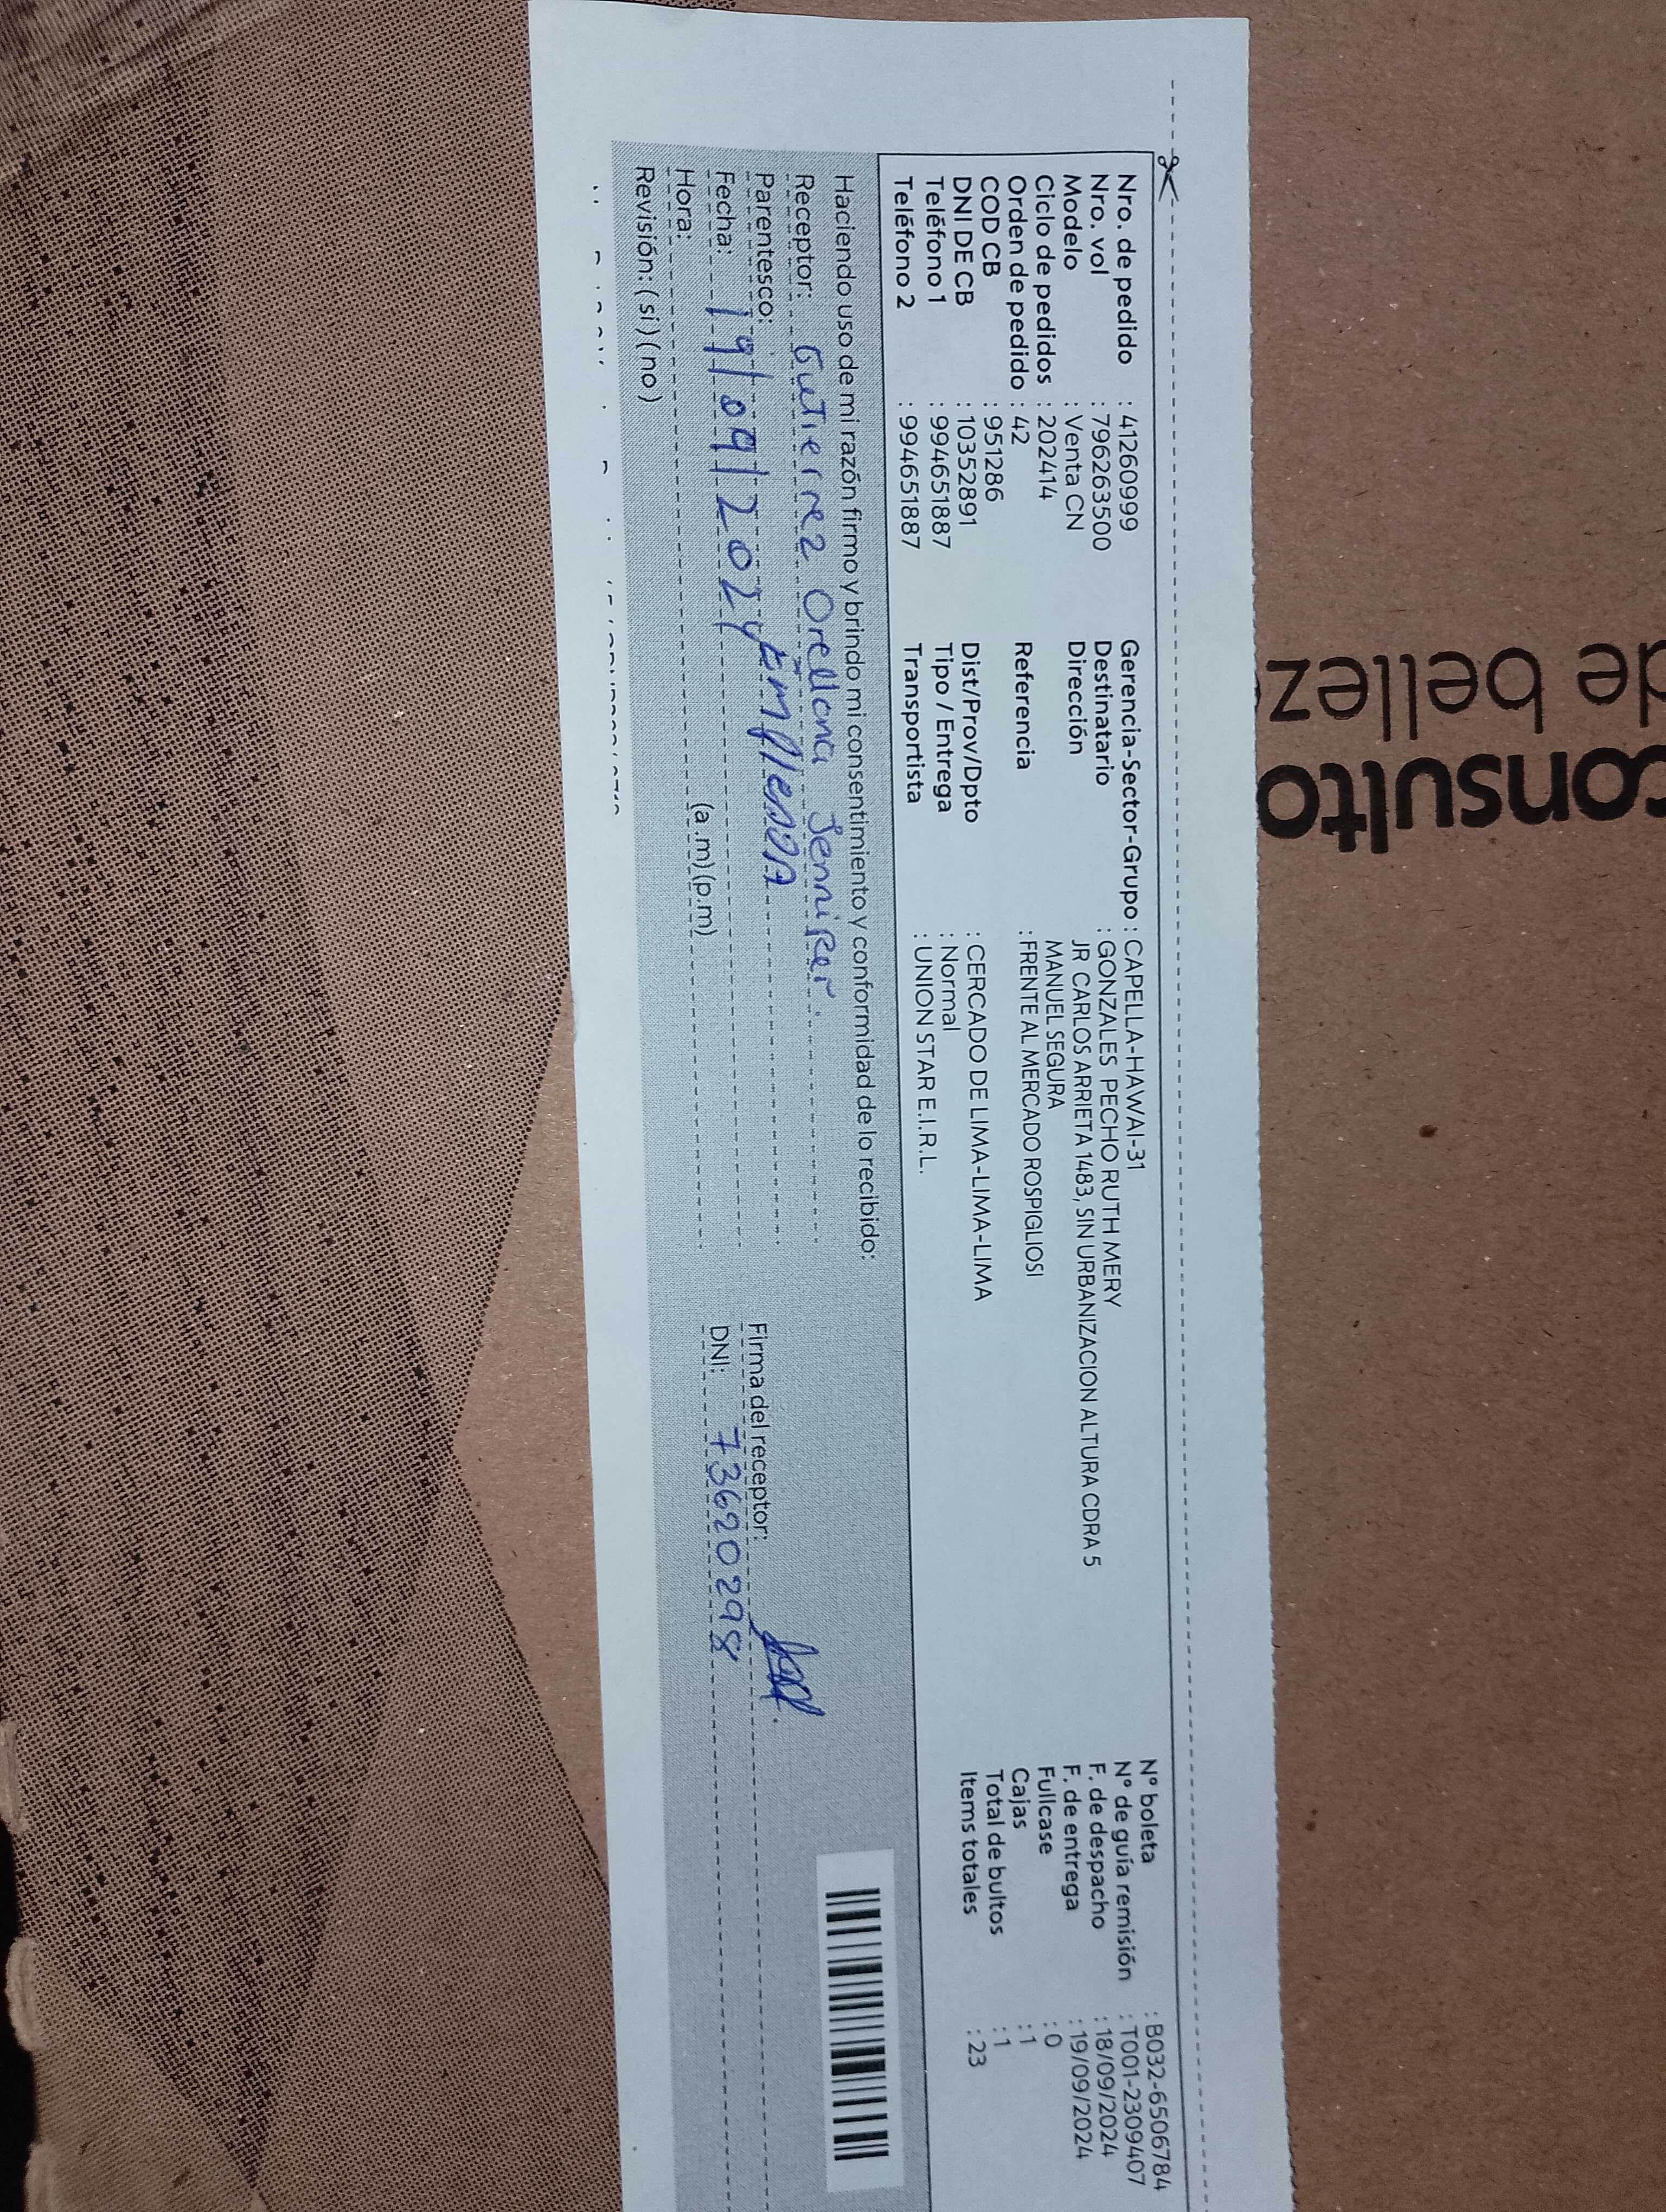 Nro. de pedido : 41260999
Nro. vol : 796263500
Modelo : Venta CN
Ciclo de pedidos : 202414
Orden de pedido : 42
COD CB : 951286
DNI DE CB : 10352891
Teléfono 1 : 994651887
Teléfono 2 : 994651887
Gerencia-Sector-Grupo : CAPELLA-HAWAI-31
Destinatario : GONZALES PECHO RUTH MERY
Dirección JR CARLOS ARRIETA 1483, SIN URBANIZACION ALTURA CDRA 5
MANUEL SEGURA
Referencia : FRENTE AL MERCADO ROSPIGLIOSI
Dist/Prov/Dpto : CERCADO DE LIMA-LIMA-LIMA
Tipo / Entrega : Normal
Transportista : UNION STAR E.I.R.L.
N° boleta : B032-6506784
N° de guía remisión : T001-2309407
F. de despacho : 18/09/2024
F. de entrega : 19/09/2024
Fullcase : 0
Cajas : 1
Total de bultos : 1
Items totales : 23
Haciendo uso de mi razón firmo y brindo mi consentimiento y conformidad de lo recibido:
Receptor: Gutierrez Orellana Jennifer
Parentesco:
Fecha: 19/09/2024
Hora: (a.m) (p.m)
Revisión: ( si ) ( no )
Firma del receptor:
DNI: 73620298
onsulto
de bellez